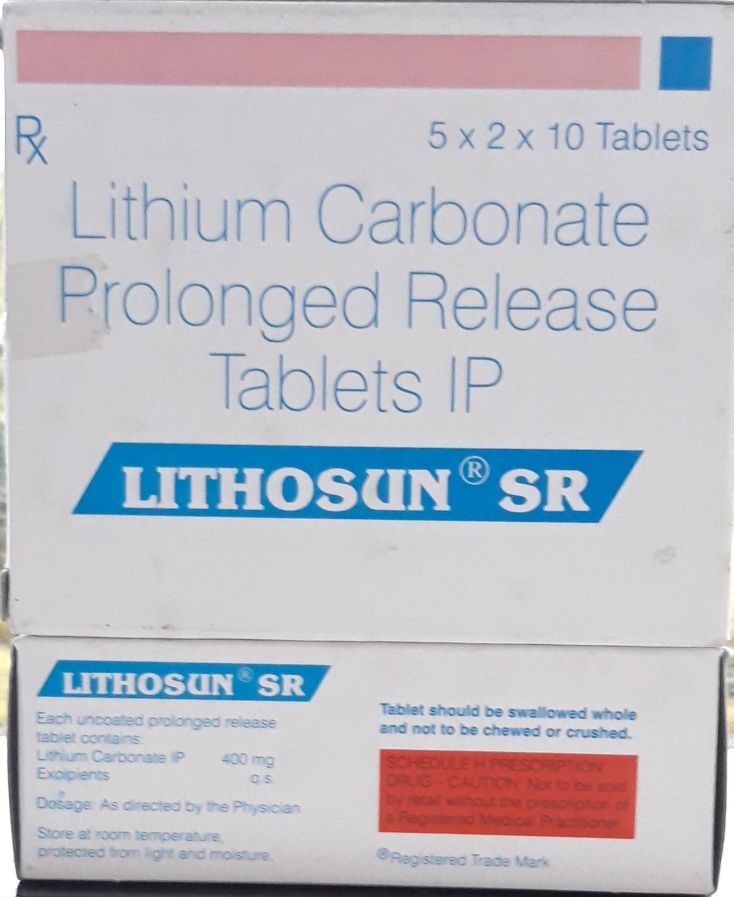 Rx
5 x 2 x 10 Tablets
Lithium Carbonate
Prolonged Release
Tablets IP
LITHOSUN® SR
LITHOSUN® SR
Each uncoated prolonged release
tablet contains:
Lithium Carbonate IP 400 mg
Excipients q.s.
Dosage: As directed by the Physician
Store at room temperature,
protected from light and moisture.
Tablet should be swallowed whole
and not to be chewed or crushed.
SCHEDULE H PRESCRIPTION
DRUG - CAUTION: Not to be sold
by retail without the prescription of
a Registered Medical Practitioner
®Registered Trade Mark